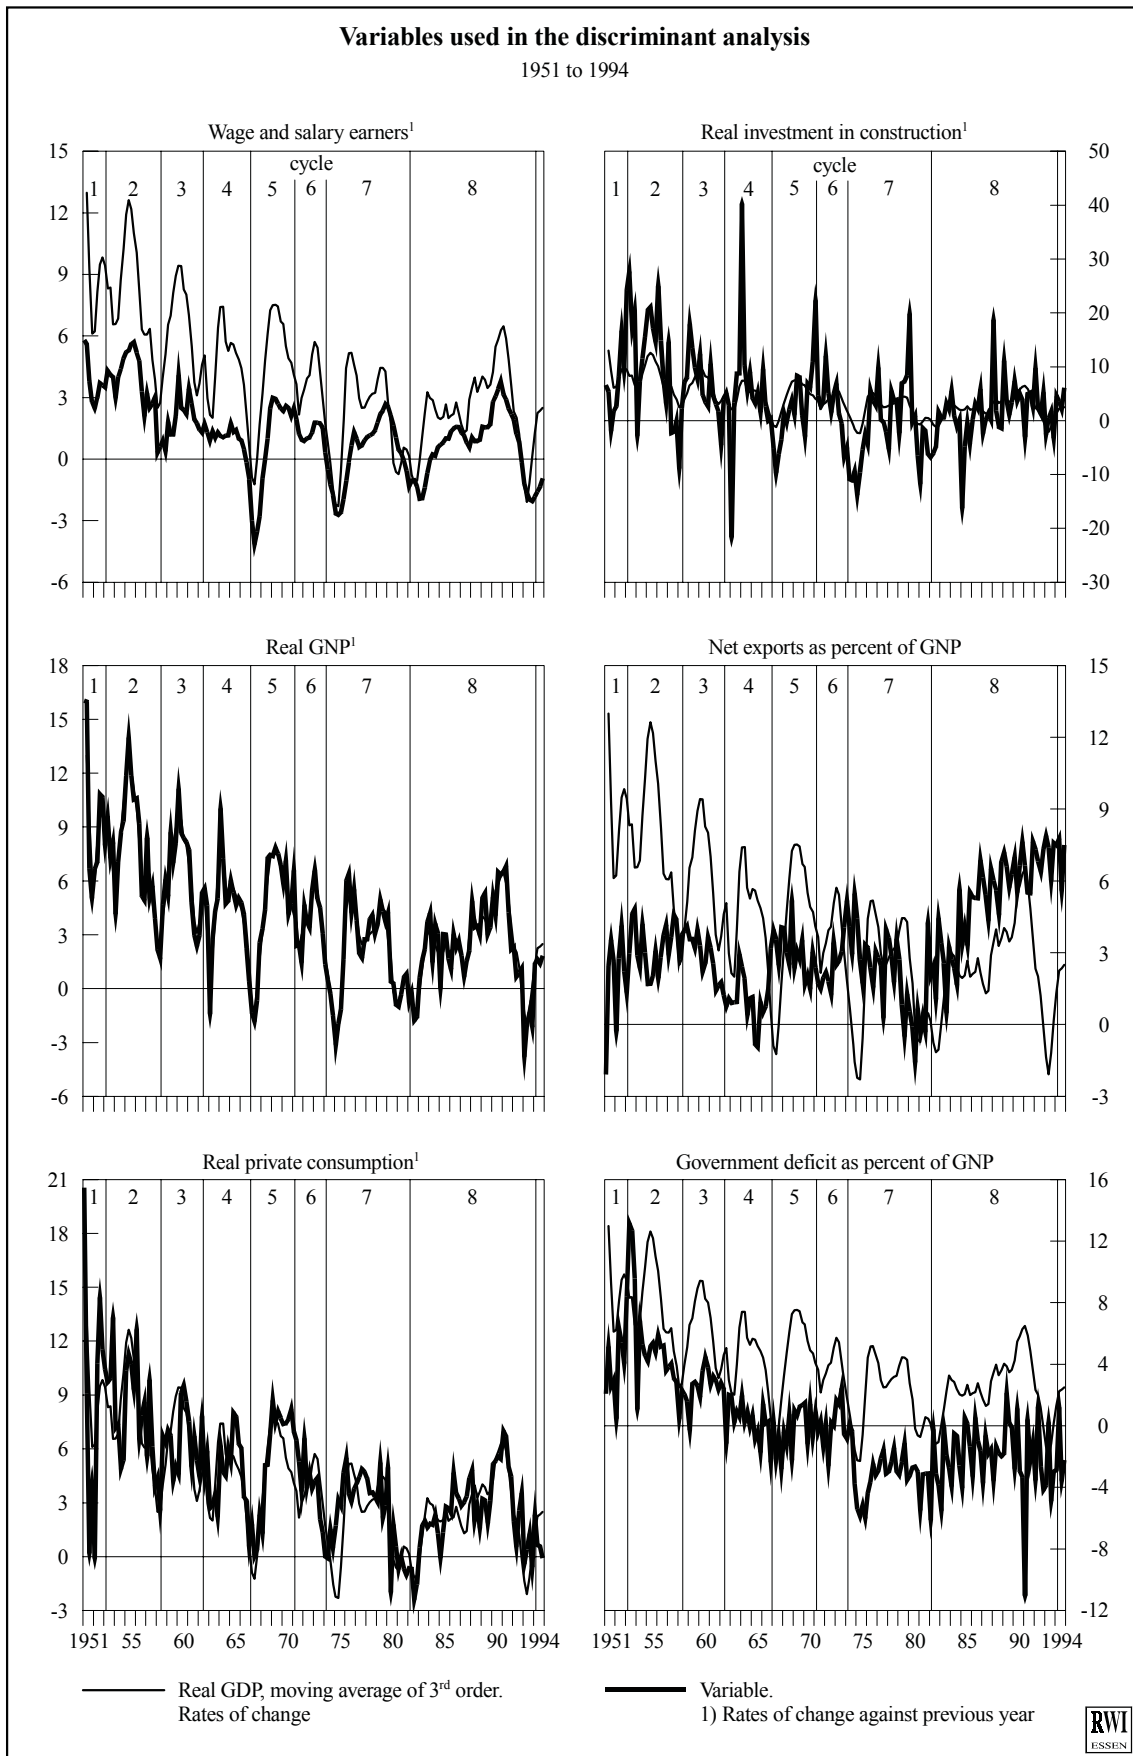 Variables used in the discriminant analysis
1951 to 1994
Wage and salary earners¹
15
12
9
6
3
0
-3
-6
cycle
1 2 3 4 5 6 7 8
Real investment in construction¹
cycle
1 2 3 4 5 6 7 8
50
40
30
20
10
0
-10
-20
-30
Real GNP¹
18
15
12
9
6
3
0
-3
-6
1 2 3 4 5 6 7 8
Net exports as percent of GNP
1 2 3 4 5 6 7 8
15
12
9
6
3
0
-3
Real private consumption¹
21
18
15
12
9
6
3
0
-3
1 2 3 4 5 6 7 8
1951 55 60 65 70 75 80 85 90 1994
Government deficit as percent of GNP
1 2 3 4 5 6 7 8
16
12
8
4
0
-4
-8
-12
1951 55 60 65 70 75 80 85 90 1994
Real GDP, moving average of 3rd order.
Rates of change
Variable.
1) Rates of change against previous year
RWI
ESSEN